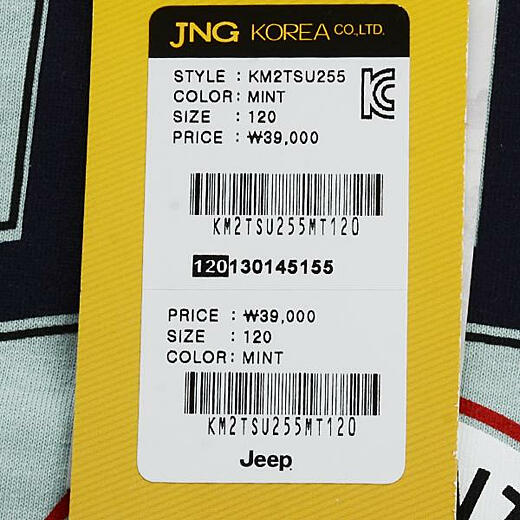 JNG KOREA CO.,LTD.
STYLE : KM2TSU255
COLOR : MINT
SIZE : 120
PRICE : ₩39,000
KM2TSU255MT120
120130145155
PRICE : ₩39,000
SIZE : 120
COLOR : MINT
KM2TSU255MT120
Jeep